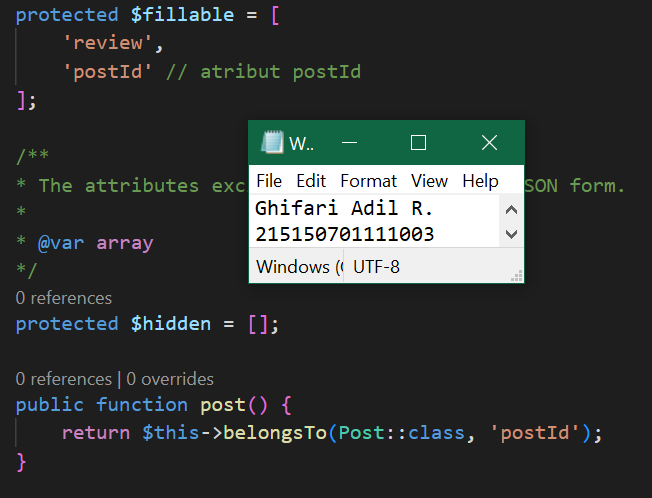 protected $fillable = [
'review',
'postId' // atribut postId
];
/**
* The attributes exc SON form.
*
* @var array
*/
0 references
protected $hidden = [];
0 references | 0 overrides
public function post() {
return $this->belongsTo(Post::class, 'postId');
}
W..
File Edit Format View Help
Ghifari Adil R.
215150701111003
Windows (C UTF-8